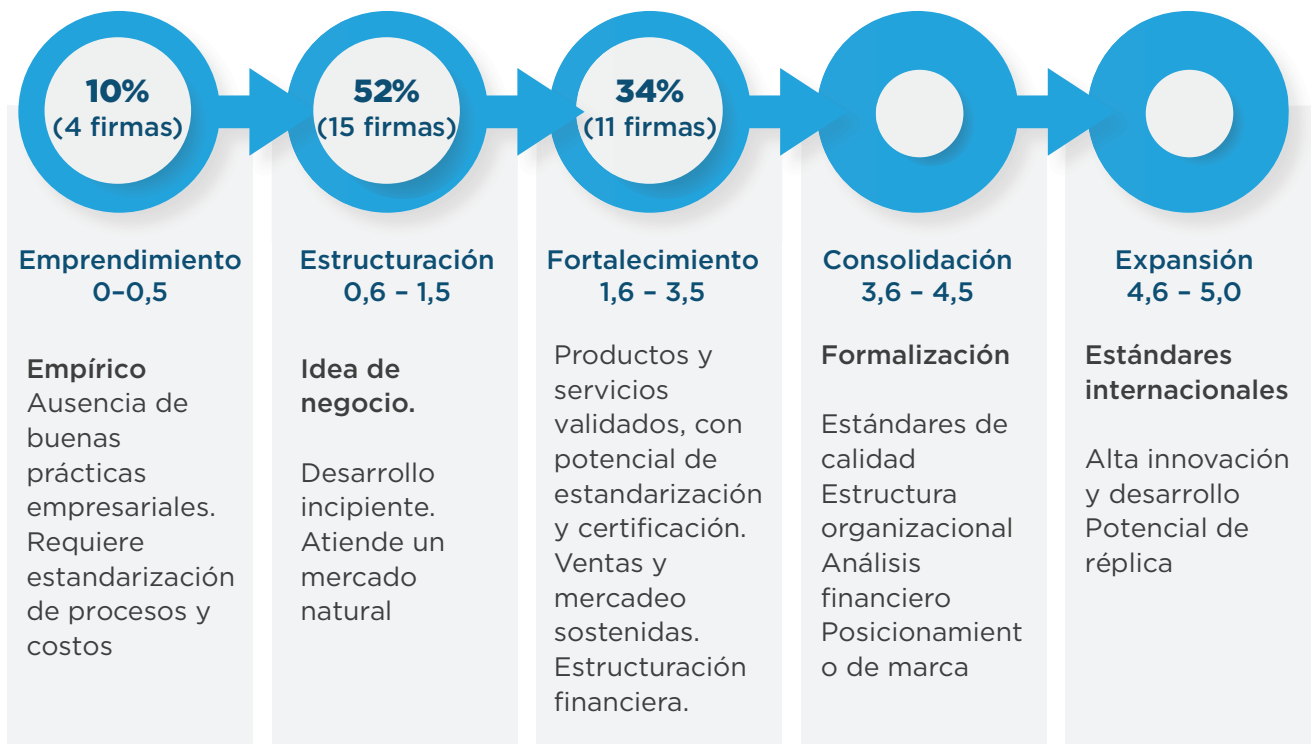 10%
(4 firmas)
52%
(15 firmas)
34%
(11 firmas)
Emprendimiento
0–0,5
Empírico
Ausencia de
buenas
prácticas
empresariales.
Requiere
estandarización
de procesos y
costos
Estructuración
0,6 – 1,5
Idea de
negocio.
Desarrollo
incipiente.
Atiende un
mercado
natural
Fortalecimiento
1,6 – 3,5
Productos y
servicios
validados, con
potencial de
estandarización
y certificación.
Ventas y
mercadeo
sostenidas.
Estructuración
financiera.
Consolidación
3,6 – 4,5
Formalización
Estándares de
calidad
Estructura
organizacional
Análisis
financiero
Posicionamient
o de marca
Expansión
4,6 – 5,0
Estándares
internacionales
Alta innovación
y desarrollo
Potencial de
réplica